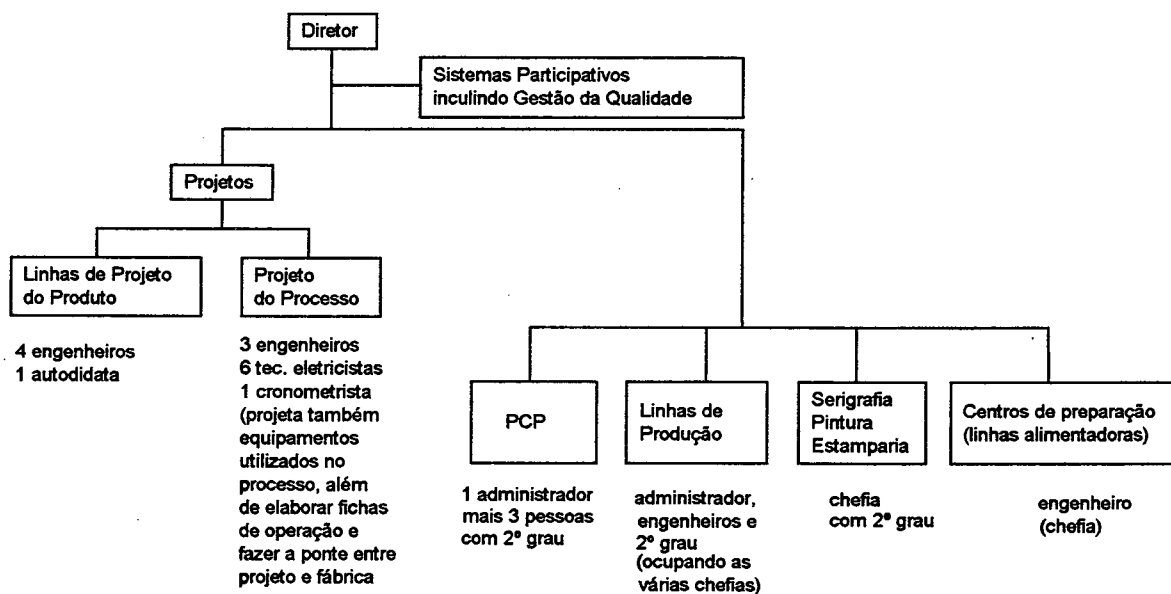 Diretor
Sistemas Participativos
inculindo Gestão da Qualidade
Projetos
Linhas de Projeto
do Produto
Projeto
do Processo
4 engenheiros
1 autodidata
3 engenheiros
6 tec. eletricistas
1 cronometrista
(projeta também
equipamentos
utilizados no
processo, além
de elaborar fichas
de operação e
fazer a ponte entre
projeto e fábrica
PCP
Linhas de
Produção
Serigrafia
Pintura
Estamparia
Centros de preparação
(linhas alimentadoras)
1 administrador
mais 3 pessoas
com 2º grau
administrador,
engenheiros e
2º grau
(ocupando as
várias chefias)
chefia
com 2º grau
engenheiro
(chefia)